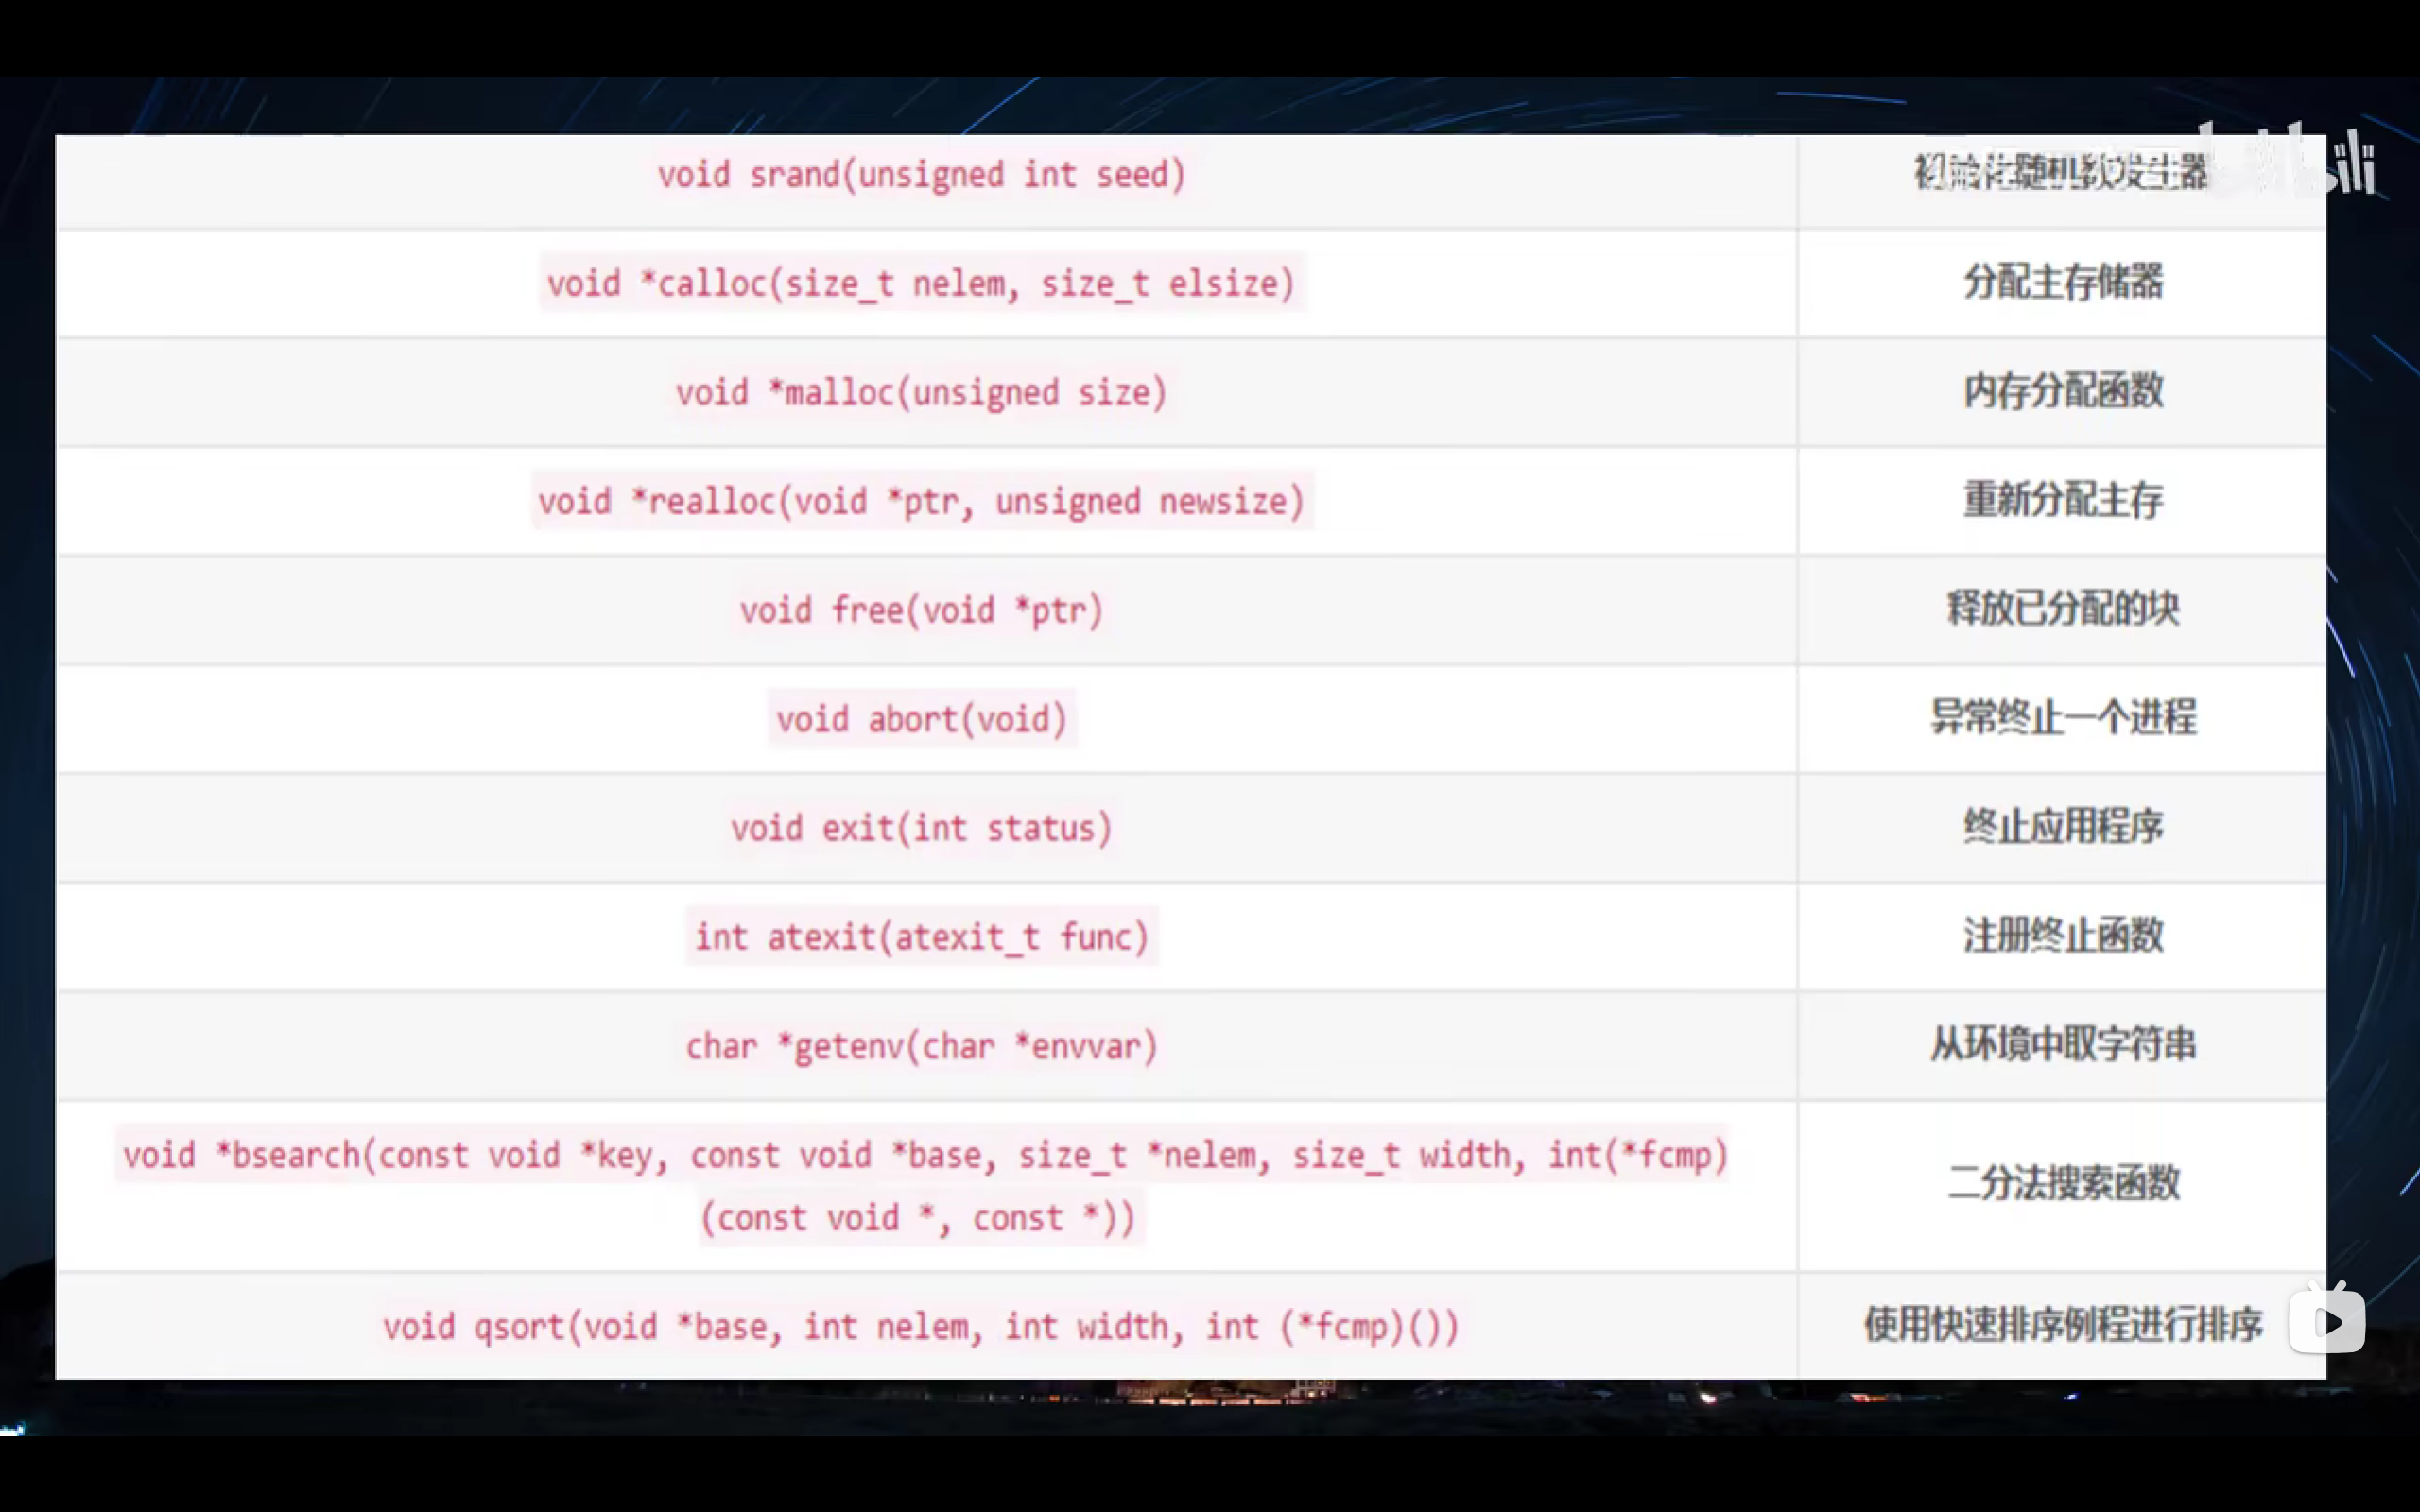 void srand(unsigned int seed)
初始化随机数发生器
void *calloc(size_t nelem, size_t elsize)
分配主存储器
void *malloc(unsigned size)
内存分配函数
void *realloc(void *ptr, unsigned newsize)
重新分配主存
void free(void *ptr)
释放已分配的块
void abort(void)
异常终止一个进程
void exit(int status)
终止应用程序
int atexit(atexit_t func)
注册终止函数
char *getenv(char *envvar)
从环境中取字符串
void *bsearch(const void *key, const void *base, size_t *nelem, size_t width, int(*fcmp)
(const void *, const *))
二分法搜索函数
void qsort(void *base, int nelem, int width, int (*fcmp)())
使用快速排序例程进行排序